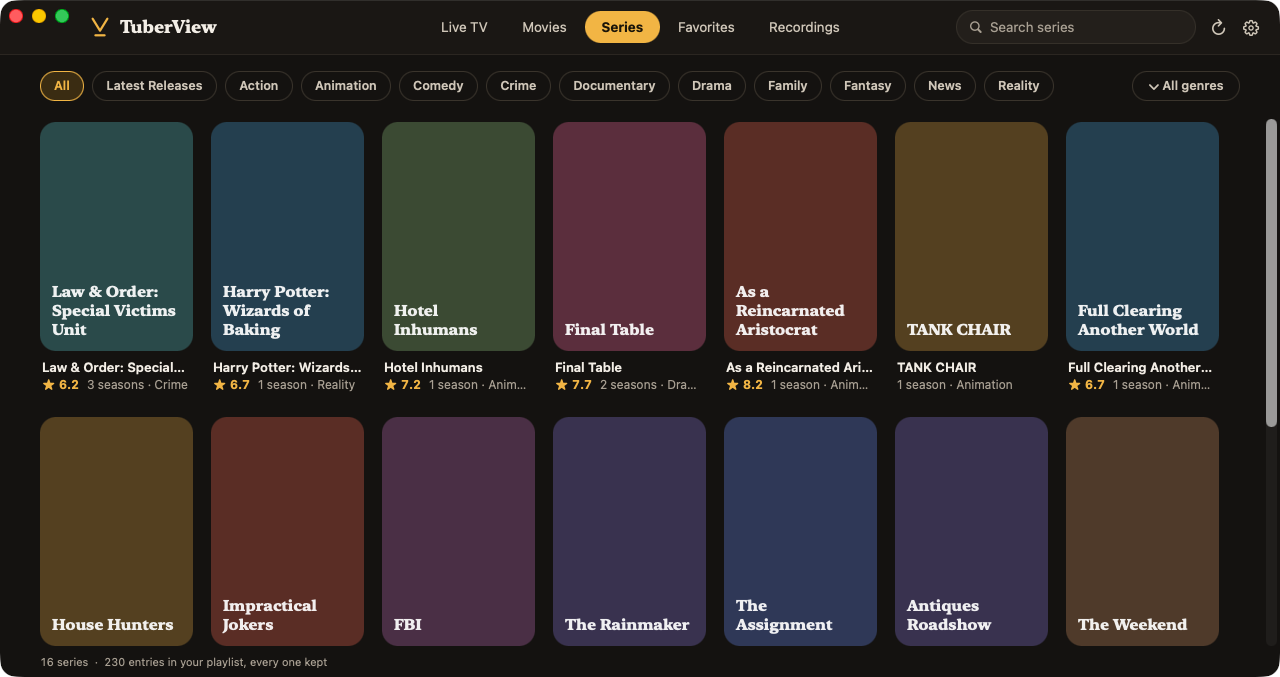 TuberView
Live TV
Movies
Series
Favorites
Recordings
Search series
All
Latest Releases
Action
Animation
Comedy
Crime
Documentary
Drama
Family
Fantasy
News
Reality
All genres
Law & Order:
Special Victims
Unit
Harry Potter:
Wizards of
Baking
Hotel
Inhumans
Final Table
As a
Reincarnated
Aristocrat
TANK CHAIR
Full Clearing
Another World
Law & Order: Special...
★ 6.2 3 seasons · Crime
Harry Potter: Wizards...
★ 6.7 1 season · Reality
Hotel Inhumans
★ 7.2 1 season · Anim...
Final Table
★ 7.7 2 seasons · Dra...
As a Reincarnated Ari...
★ 8.2 1 season · Anim...
TANK CHAIR
1 season · Animation
Full Clearing Another...
★ 6.7 1 season · Anim...
House Hunters
Impractical
Jokers
FBI
The Rainmaker
The
Assignment
Antiques
Roadshow
The Weekend
16 series · 230 entries in your playlist, every one kept